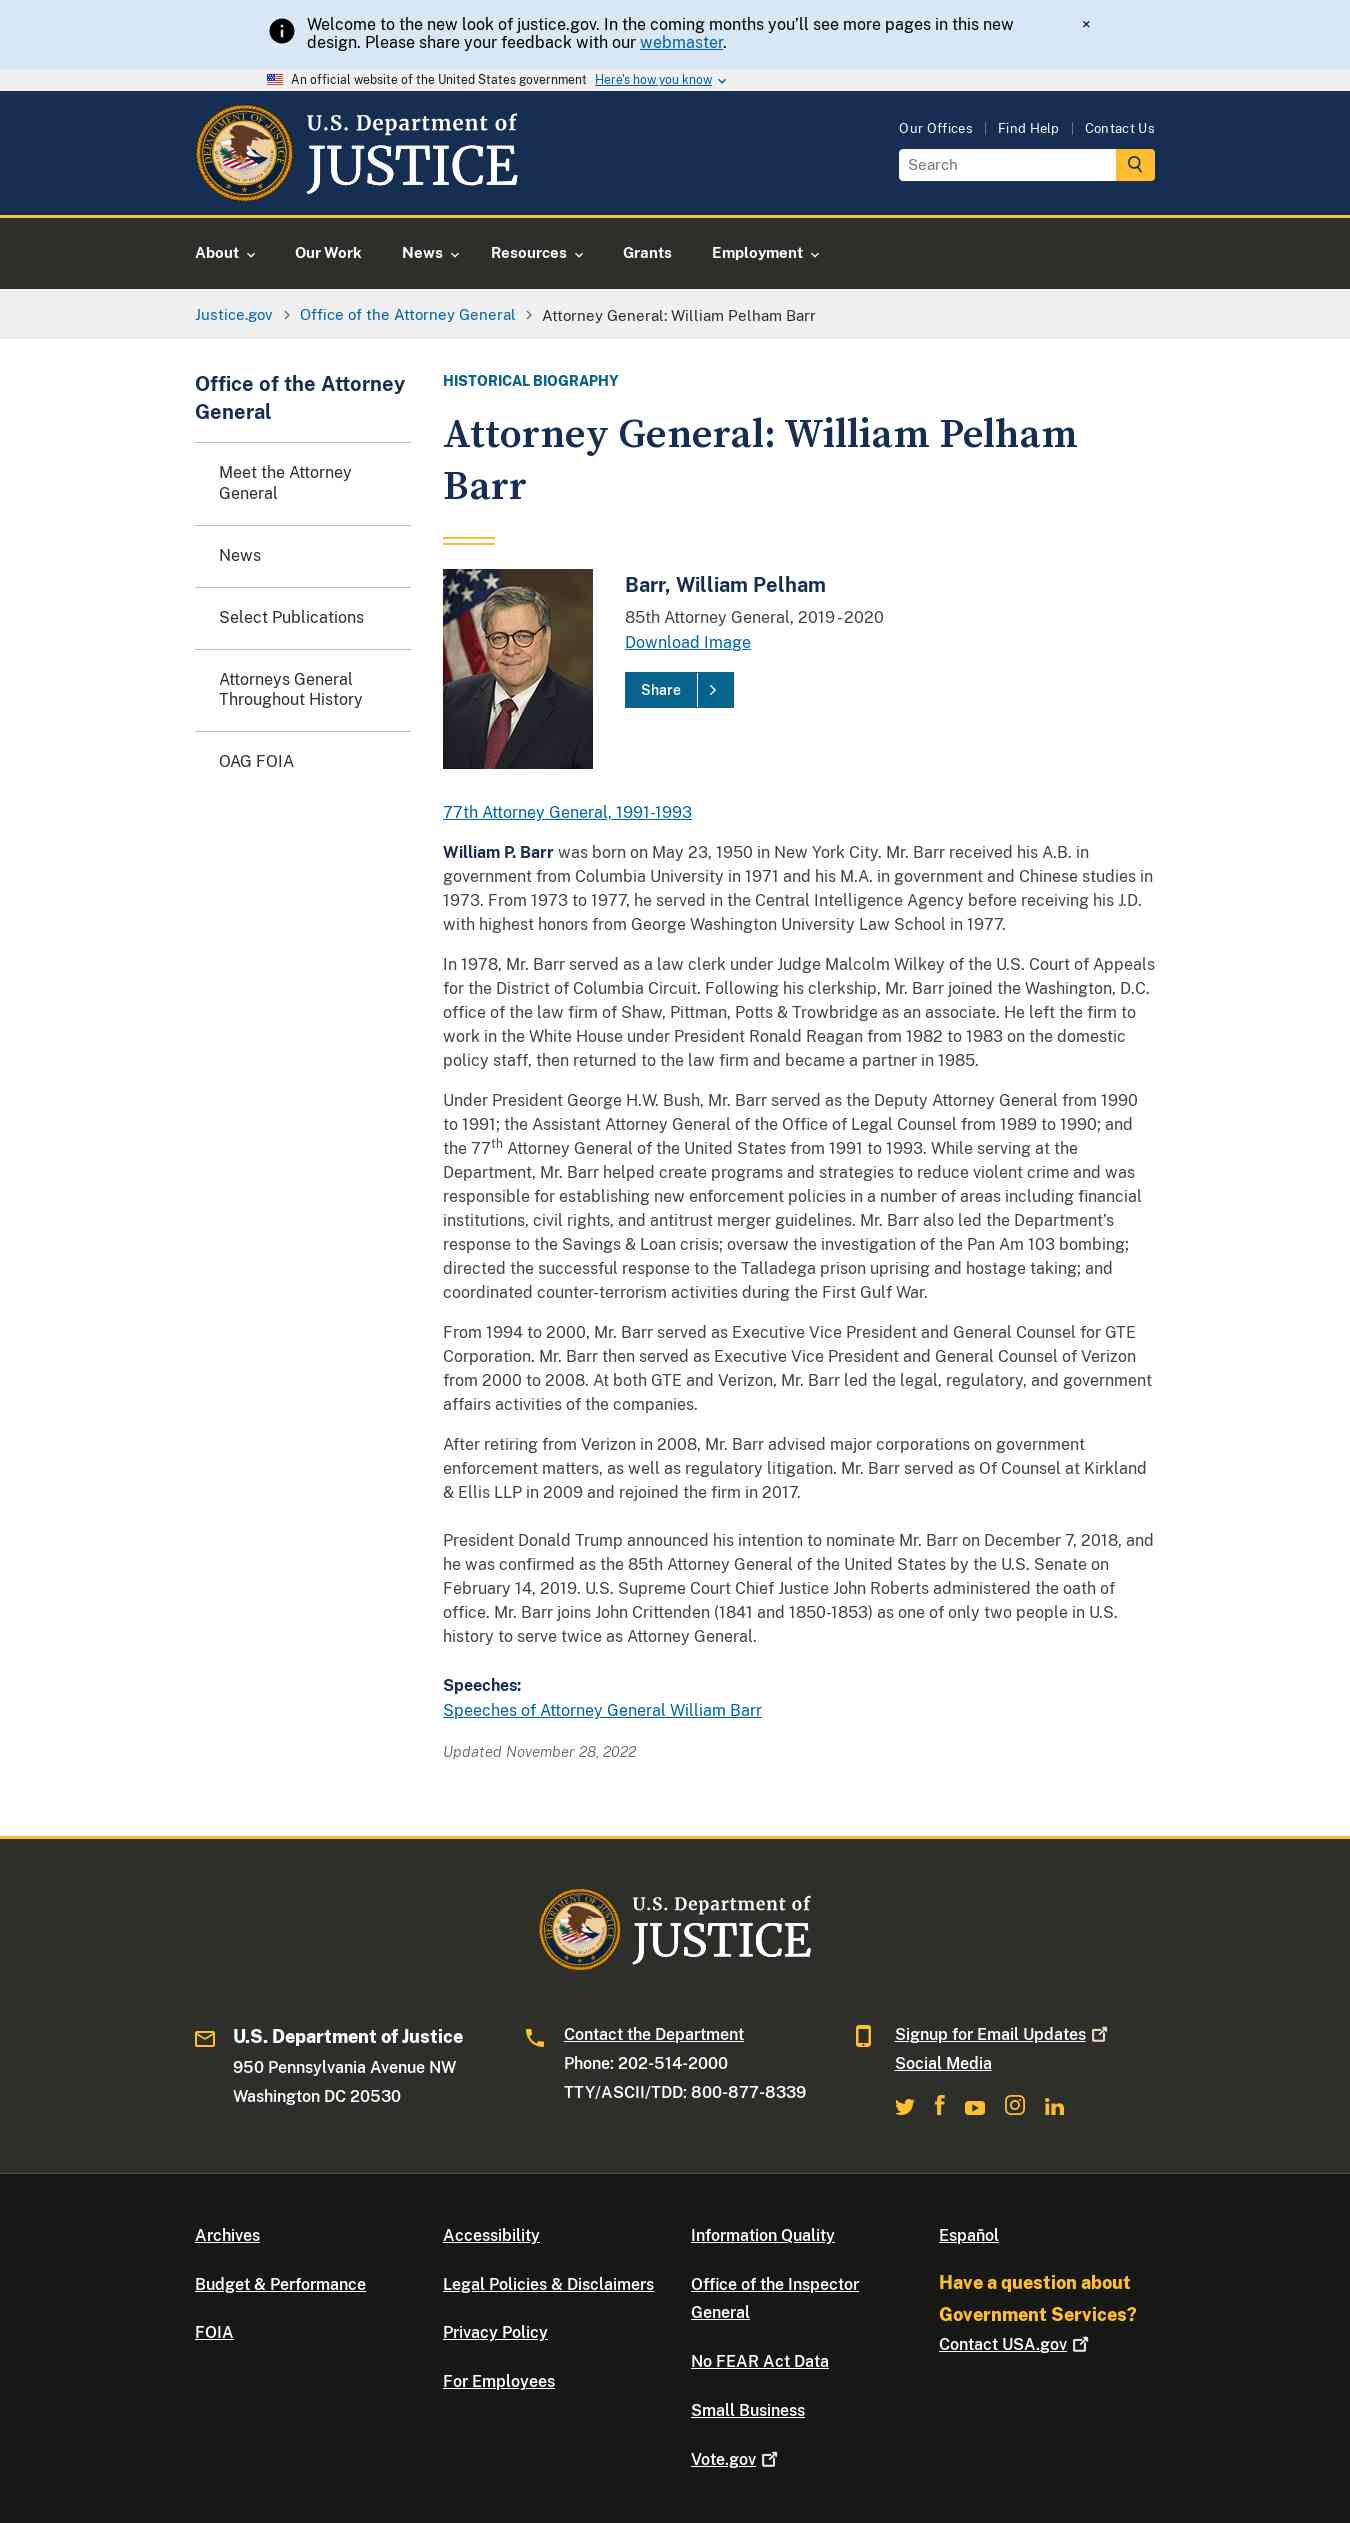 Welcome to the new look of justice.gov. In the coming months you'll see more pages in this new
design. Please share your feedback with our webmaster.
×
An official website of the United States government Here's how you know
U.S. Department of
JUSTICE
Our Offices
Find Help
Contact Us
Search
About
Our Work
News
Resources
Grants
Employment
Justice.gov
Office of the Attorney General
Attorney General: William Pelham Barr
Office of the Attorney
General
Meet the Attorney
General
News
Select Publications
Attorneys General
Throughout History
OAG FOIA
HISTORICAL BIOGRAPHY
Attorney General: William Pelham
Barr
Barr, William Pelham
85th Attorney General, 2019 - 2020
Download Image
Share
77th Attorney General, 1991-1993
William P. Barr was born on May 23, 1950 in New York City. Mr. Barr received his A.B. in
government from Columbia University in 1971 and his M.A. in government and Chinese studies in
1973. From 1973 to 1977, he served in the Central Intelligence Agency before receiving his J.D.
with highest honors from George Washington University Law School in 1977.
In 1978, Mr. Barr served as a law clerk under Judge Malcolm Wilkey of the U.S. Court of Appeals
for the District of Columbia Circuit. Following his clerkship, Mr. Barr joined the Washington, D.C.
office of the law firm of Shaw, Pittman, Potts & Trowbridge as an associate. He left the firm to
work in the White House under President Ronald Reagan from 1982 to 1983 on the domestic
policy staff, then returned to the law firm and became a partner in 1985.
Under President George H.W. Bush, Mr. Barr served as the Deputy Attorney General from 1990
to 1991; the Assistant Attorney General of the Office of Legal Counsel from 1989 to 1990; and
the 77th Attorney General of the United States from 1991 to 1993. While serving at the
Department, Mr. Barr helped create programs and strategies to reduce violent crime and was
responsible for establishing new enforcement policies in a number of areas including financial
institutions, civil rights, and antitrust merger guidelines. Mr. Barr also led the Department's
response to the Savings & Loan crisis; oversaw the investigation of the Pan Am 103 bombing;
directed the successful response to the Talladega prison uprising and hostage taking; and
coordinated counter-terrorism activities during the First Gulf War.
From 1994 to 2000, Mr. Barr served as Executive Vice President and General Counsel for GTE
Corporation. Mr. Barr then served as Executive Vice President and General Counsel of Verizon
from 2000 to 2008. At both GTE and Verizon, Mr. Barr led the legal, regulatory, and government
affairs activities of the companies.
After retiring from Verizon in 2008, Mr. Barr advised major corporations on government
enforcement matters, as well as regulatory litigation. Mr. Barr served as Of Counsel at Kirkland
& Ellis LLP in 2009 and rejoined the firm in 2017.
President Donald Trump announced his intention to nominate Mr. Barr on December 7, 2018, and
he was confirmed as the 85th Attorney General of the United States by the U.S. Senate on
February 14, 2019. U.S. Supreme Court Chief Justice John Roberts administered the oath of
office. Mr. Barr joins John Crittenden (1841 and 1850-1853) as one of only two people in U.S.
history to serve twice as Attorney General.
Speeches:
Speeches of Attorney General William Barr
Updated November 28, 2022
U.S. Department of
JUSTICE
U.S. Department of Justice
950 Pennsylvania Avenue NW
Washington DC 20530
Contact the Department
Phone: 202-514-2000
TTY/ASCII/TDD: 800-877-8339
Signup for Email Updates
Social Media
Archives
Budget & Performance
FOIA
Accessibility
Legal Policies & Disclaimers
Privacy Policy
For Employees
Information Quality
Office of the Inspector
General
No FEAR Act Data
Small Business
Vote.gov
Español
Have a question about
Government Services?
Contact USA.gov